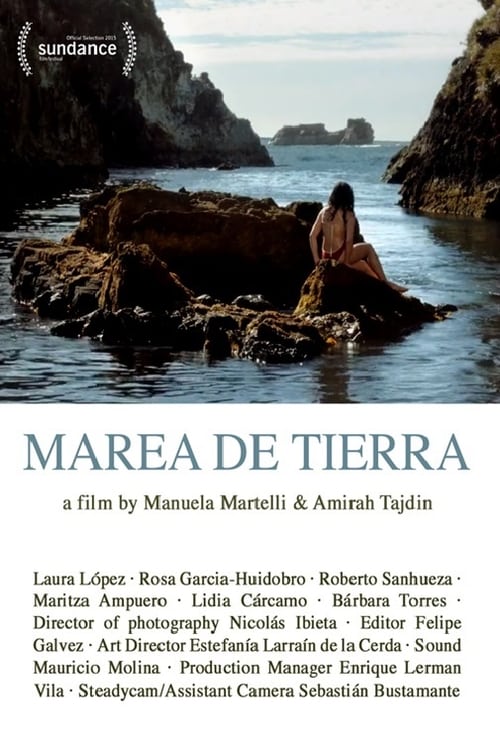 Official Selection 2015
sundance
filmfestival
MAREA DE TIERRA
a film by Manuela Martelli & Amirah Tajdin
Laura López · Rosa Garcia-Huidobro · Roberto Sanhueza ·
Maritza Ampuero · Lidia Cárcamo · Bárbara Torres ·
Director of photography Nicolás Ibieta · Editor Felipe
Galvez · Art Director Estefanía Larraín de la Cerda · Sound
Mauricio Molina · Production Manager Enrique Lerman
Vila · Steadycam/Assistant Camera Sebastián Bustamante